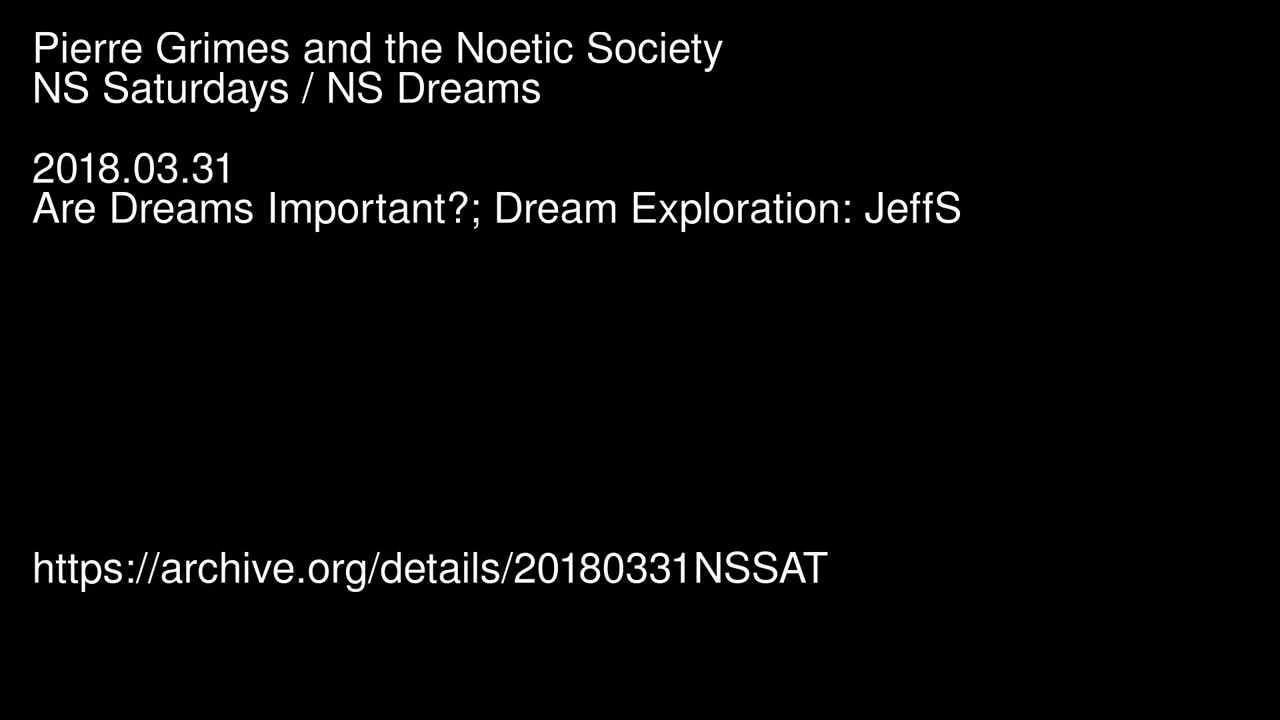 Pierre Grimes and the Noetic Society
NS Saturdays / NS Dreams
2018.03.31
Are Dreams Important?; Dream Exploration: JeffS
https://archive.org/details/20180331NSSAT